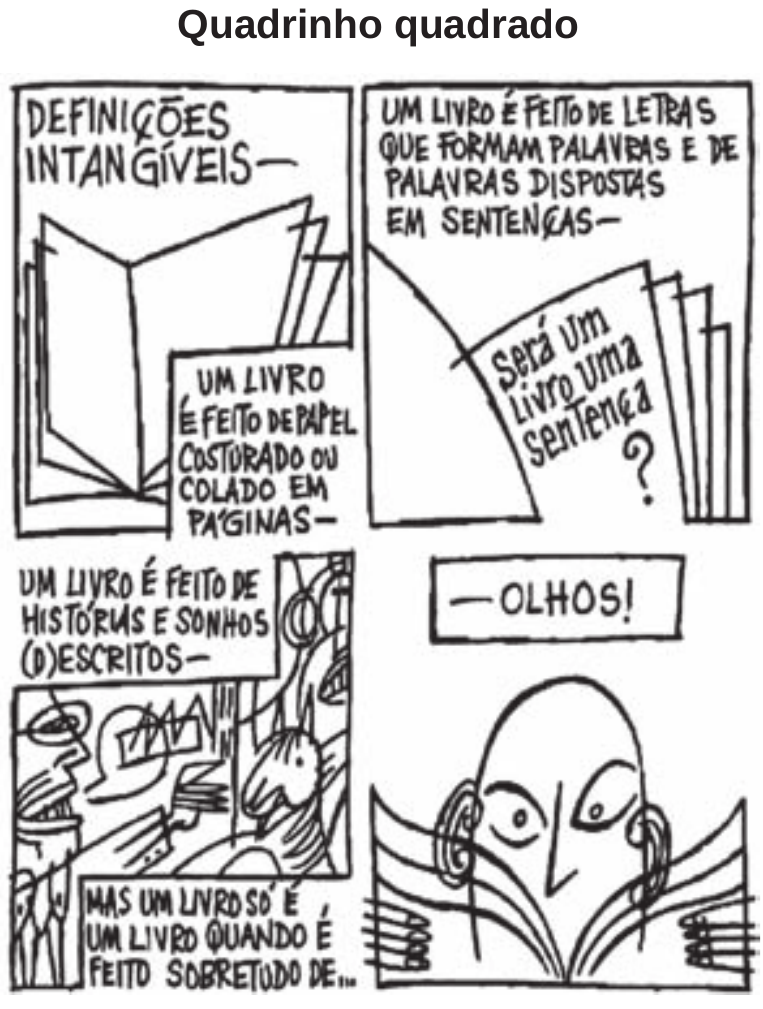 Quadrinho quadrado
DEFINIÇÕES
INTANGÍVEIS—
UM LIVRO
É FEITO DE PAPEL
COSTURADO OU
COLADO EM
PÁGINAS—
UM LIVRO É FEITO DE LETRAS
QUE FORMAM PALAVRAS E DE
PALAVRAS DISPOSTAS
EM SENTENÇAS—
Será um
livro uma
sentença
?
UM LIVRO É FEITO DE
HISTÓRIAS E SONHOS
(D)ESCRITOS—
MAS UM LIVRO SÓ É
UM LIVRO QUANDO É
FEITO SOBRETUDO DE...
—OLHOS!